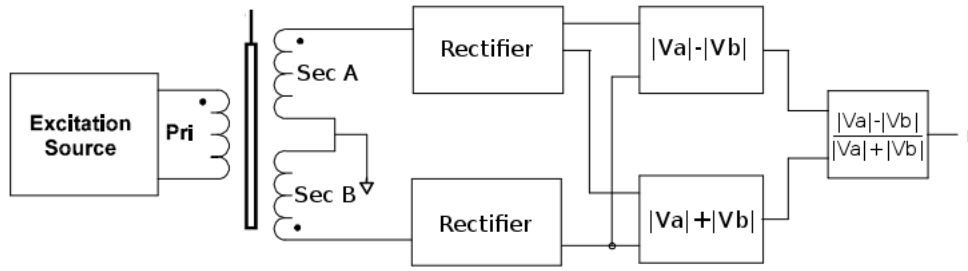 Excitation
Source
Pri
Sec A
Sec B
Rectifier
Rectifier
|Va|-|Vb|
|Va|+|Vb|
|Va|-|Vb|
|Va|+|Vb|